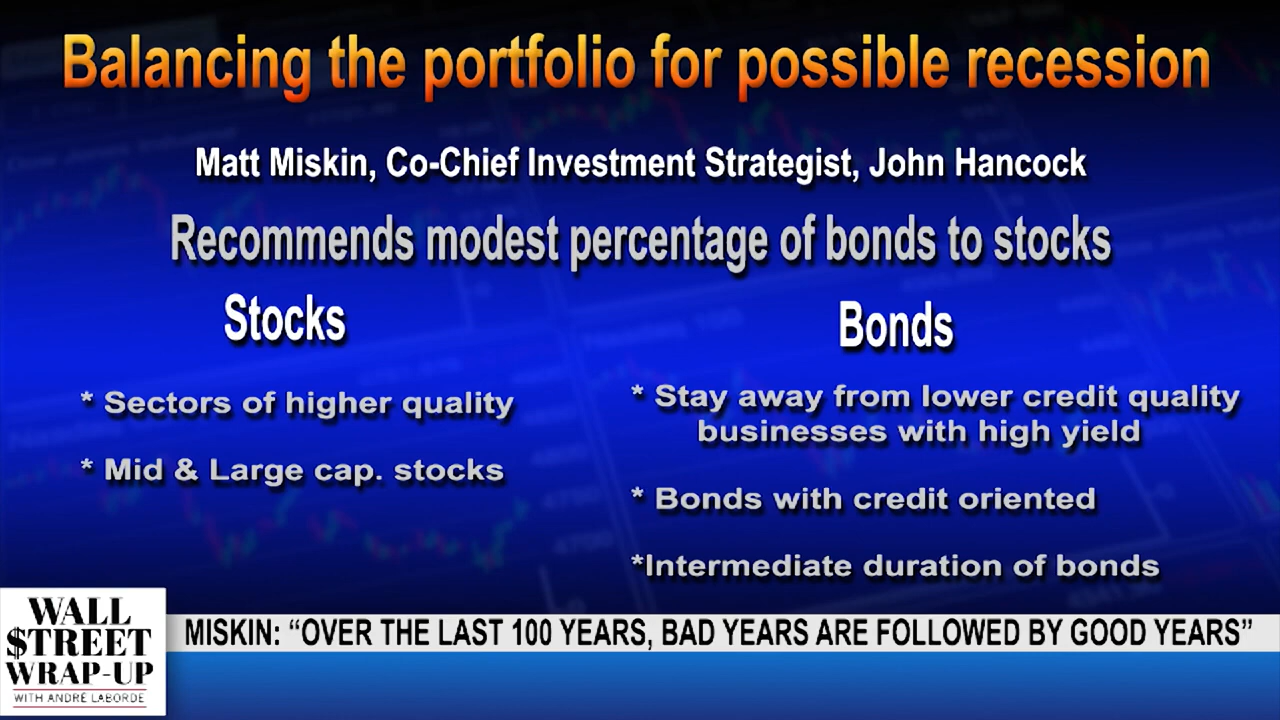 Balancing the portfolio for possible recession
Matt Miskin, Co-Chief Investment Strategist, John Hancock
Recommends modest percentage of bonds to stocks
Stocks
* Sectors of higher quality
* Mid & Large cap. stocks
Bonds
* Stay away from lower credit quality
businesses with high yield
* Bonds with credit oriented
*Intermediate duration of bonds
MISKIN: “OVER THE LAST 100 YEARS, BAD YEARS ARE FOLLOWED BY GOOD YEARS”
WALL
$TREET
WRAP-UP
WITH ANDRÉ LABORDE